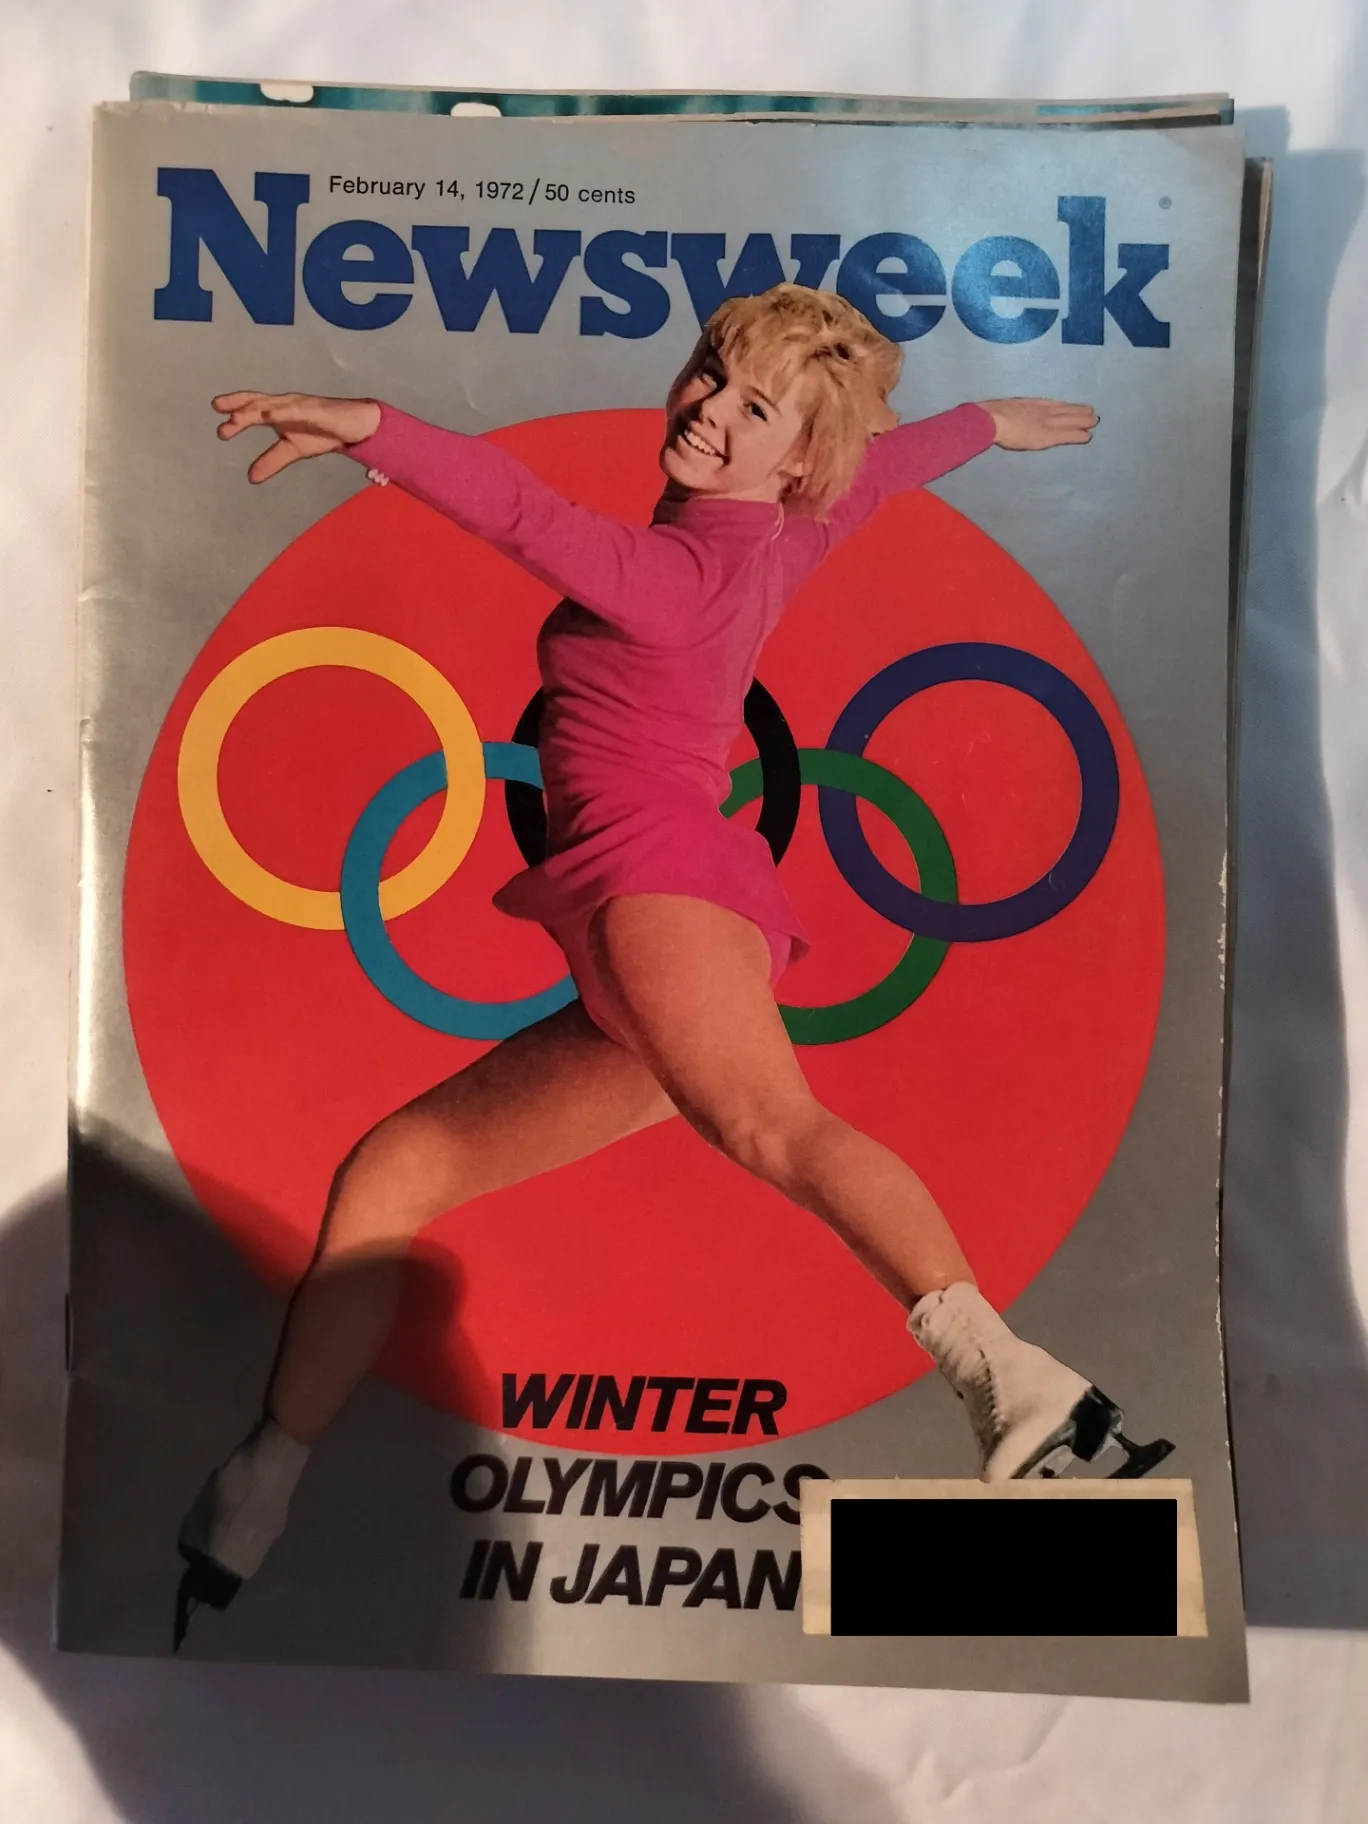 February 14, 1972 / 50 cents
Newsweek®
WINTER
OLYMPICS
IN JAPAN